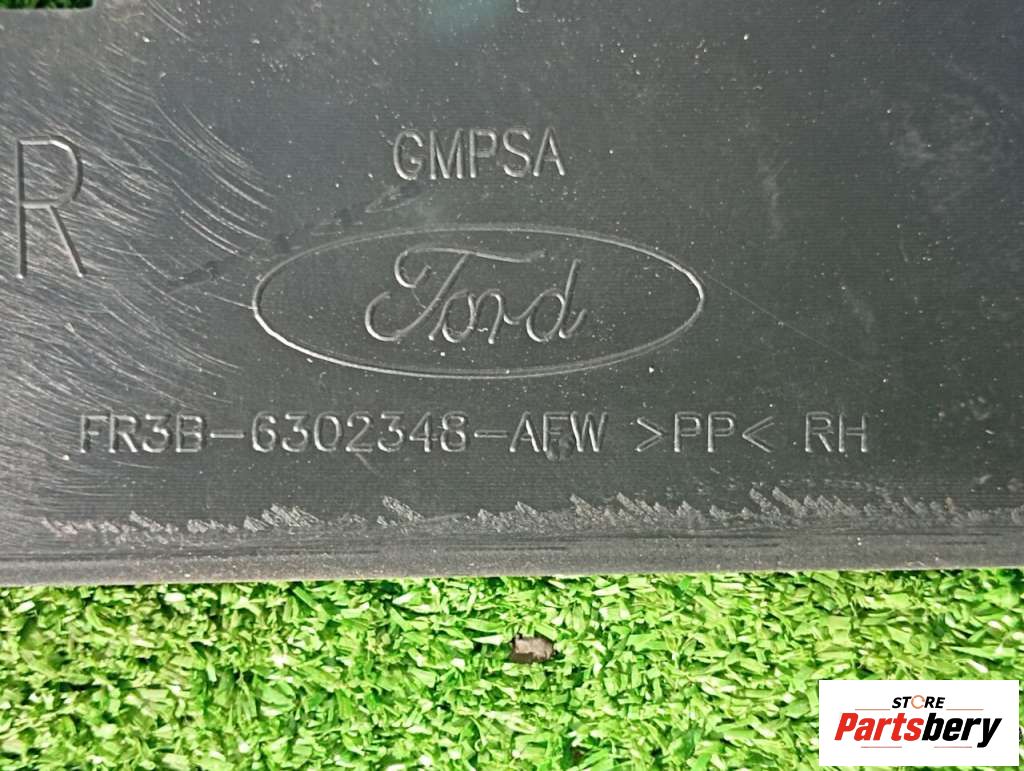 GMPSA
R
Ford
FR3B-6302348-AFW >PP< RH
STORE
Partsbery